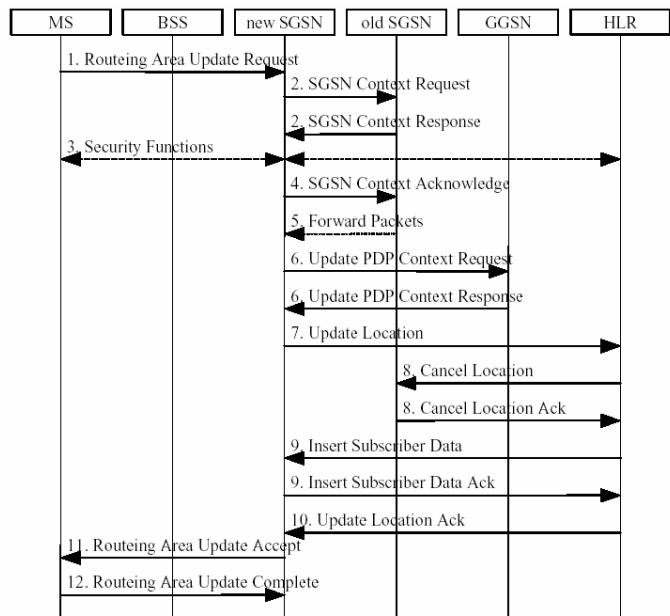 MS BSS new SGSN old SGSN GGSN HLR
1. Routeing Area Update Request
2. SGSN Context Request
2. SGSN Context Response
3. Security Functions
4. SGSN Context Acknowledge
5. Forward Packets
6. Update PDP Context Request
6. Update PDP Context Response
7. Update Location
8. Cancel Location
8. Cancel Location Ack
9. Insert Subscriber Data
9. Insert Subscriber Data Ack
10. Update Location Ack
11. Routeing Area Update Accept
12. Routeing Area Update Complete